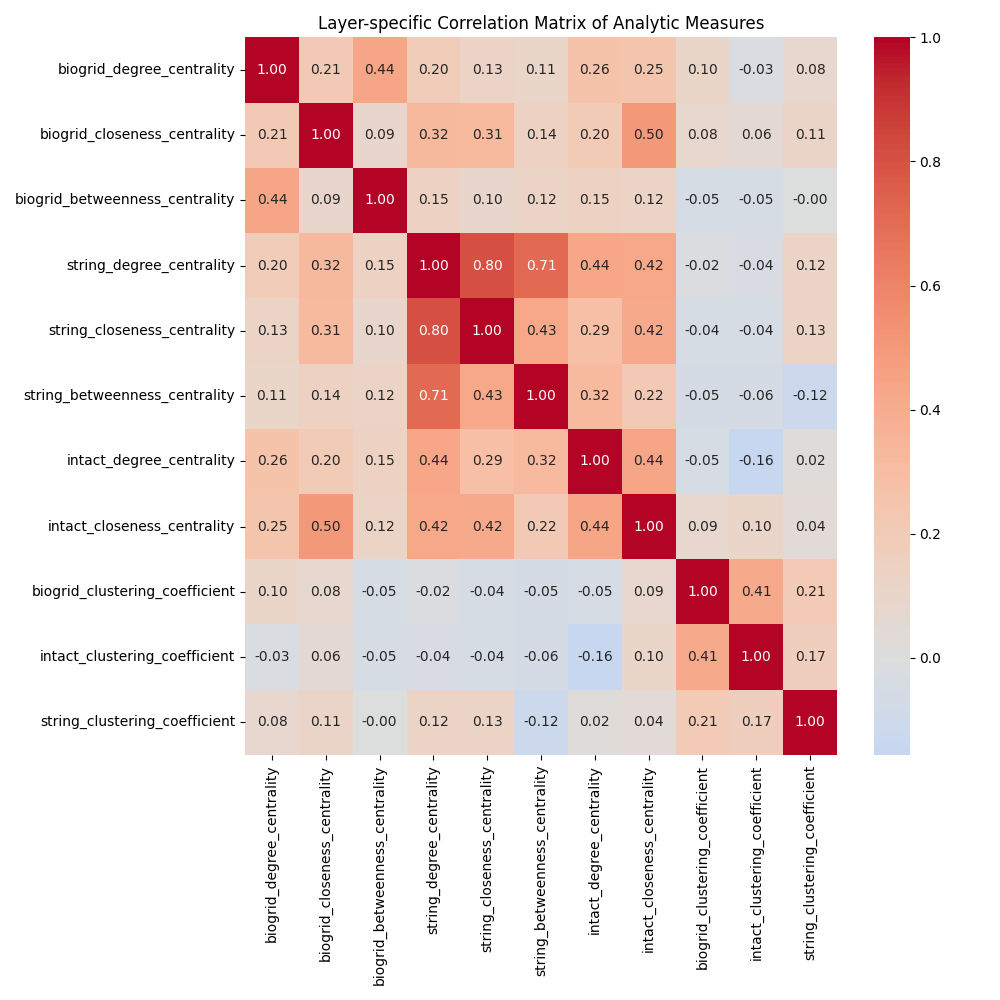 Layer-specific Correlation Matrix of Analytic Measures
biogrid_degree_centrality 1.00 0.21 0.44 0.20 0.13 0.11 0.26 0.25 0.10 -0.03 0.08
biogrid_closeness_centrality 0.21 1.00 0.09 0.32 0.31 0.14 0.20 0.50 0.08 0.06 0.11
biogrid_betweenness_centrality 0.44 0.09 1.00 0.15 0.10 0.12 0.15 0.12 -0.05 -0.05 -0.00
string_degree_centrality 0.20 0.32 0.15 1.00 0.80 0.71 0.44 0.42 -0.02 -0.04 0.12
string_closeness_centrality 0.13 0.31 0.10 0.80 1.00 0.43 0.29 0.42 -0.04 -0.04 0.13
string_betweenness_centrality 0.11 0.14 0.12 0.71 0.43 1.00 0.32 0.22 -0.05 -0.06 -0.12
intact_degree_centrality 0.26 0.20 0.15 0.44 0.29 0.32 1.00 0.44 -0.05 -0.16 0.02
intact_closeness_centrality 0.25 0.50 0.12 0.42 0.42 0.22 0.44 1.00 0.09 0.10 0.04
biogrid_clustering_coefficient 0.10 0.08 -0.05 -0.02 -0.04 -0.05 -0.05 0.09 1.00 0.41 0.21
intact_clustering_coefficient -0.03 0.06 -0.05 -0.04 -0.04 -0.06 -0.16 0.10 0.41 1.00 0.17
string_clustering_coefficient 0.08 0.11 -0.00 0.12 0.13 -0.12 0.02 0.04 0.21 0.17 1.00
biogrid_degree_centrality
biogrid_closeness_centrality
biogrid_betweenness_centrality
string_degree_centrality
string_closeness_centrality
string_betweenness_centrality
intact_degree_centrality
intact_closeness_centrality
biogrid_clustering_coefficient
intact_clustering_coefficient
string_clustering_coefficient
1.0
0.8
0.6
0.4
0.2
0.0